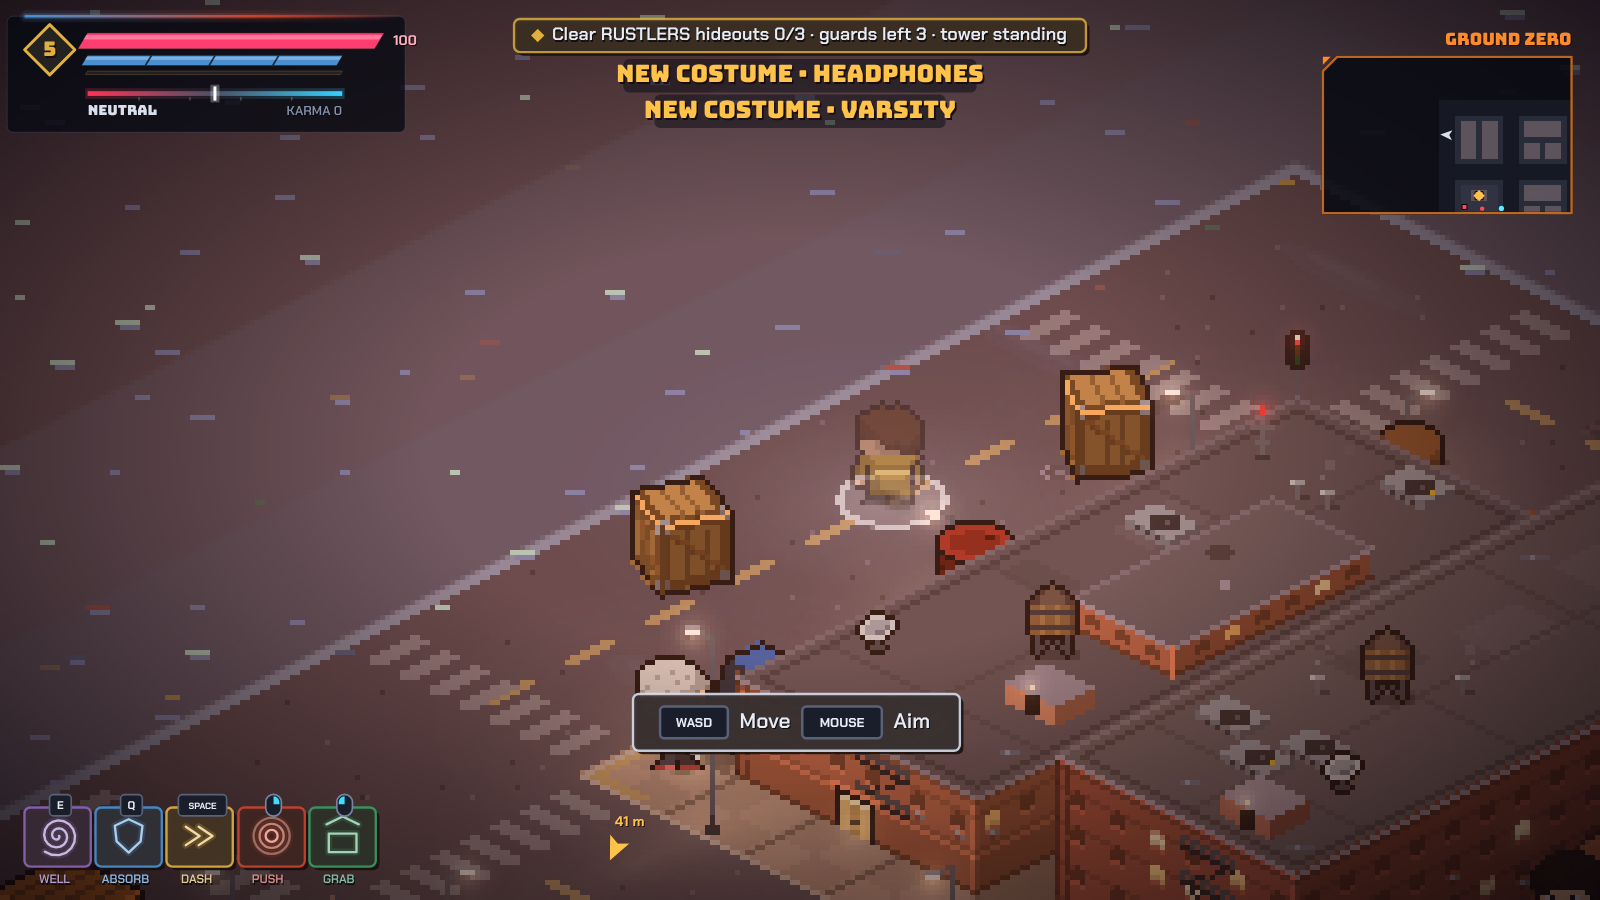 5
100
NEUTRAL
KARMA 0
Clear RUSTLERS hideouts 0/3 · guards left 3 · tower standing
NEW COSTUME · HEADPHONES
NEW COSTUME · VARSITY
GROUND ZERO
WASD Move MOUSE Aim
41 m
E
Q
SPACE
WELL
ABSORB
DASH
PUSH
GRAB